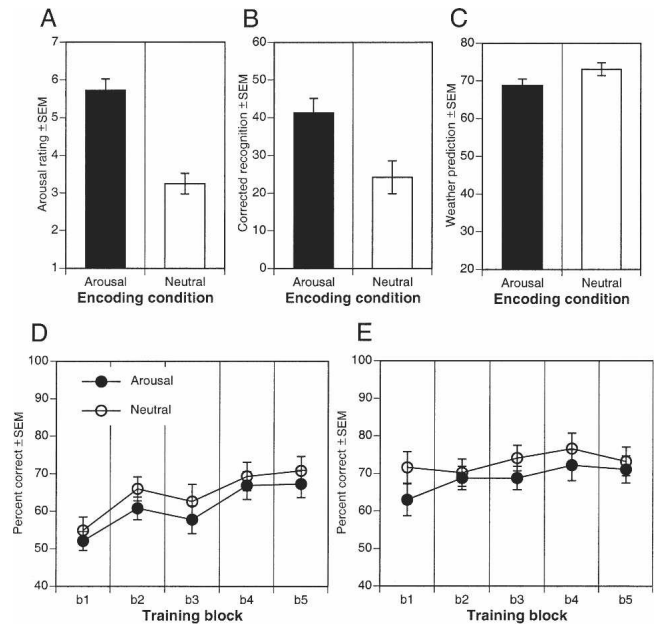 A
B
C
Arousal rating ±SEM
7
6
5
4
3
2
1
Arousal Neutral
Encoding condition
Corrected recognition ±SEM
60
50
40
30
20
10
0
Arousal Neutral
Encoding condition
Weather prediction ±SEM
80
70
60
50
40
30
20
Arousal Neutral
Encoding condition
D
E
Percent correct ±SEM
100
90
80
70
60
50
40
Arousal
Neutral
b1 b2 b3 b4 b5
Training block
Percent correct ±SEM
100
90
80
70
60
50
40
b1 b2 b3 b4 b5
Training block